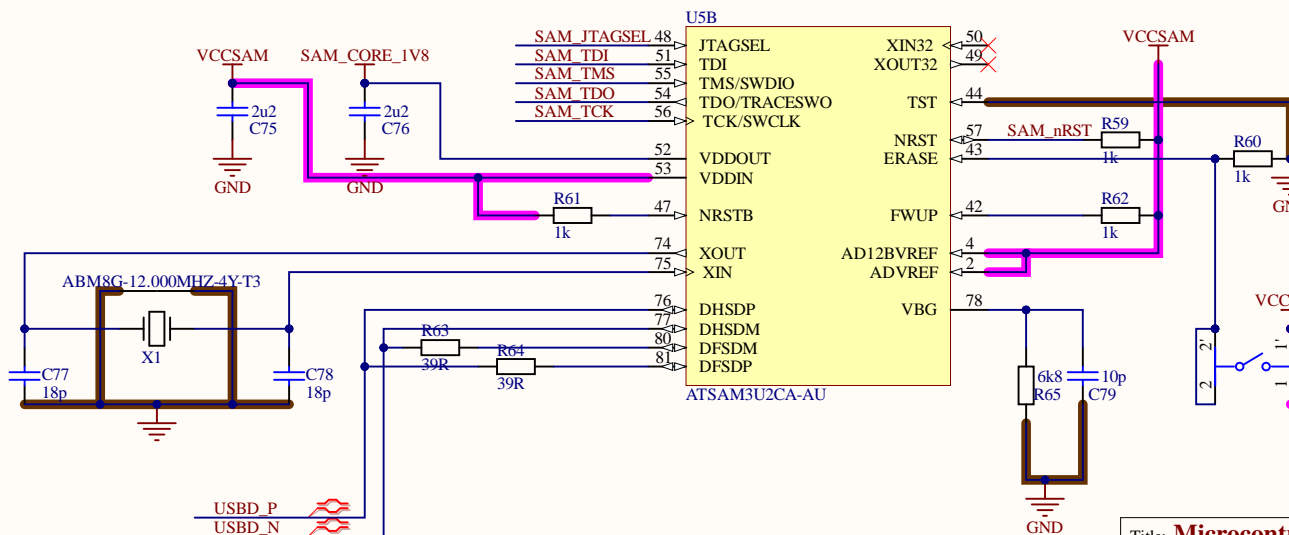 U5B
SAM_JTAGSEL 48 JTAGSEL XIN32 50
VCCSAM SAM_CORE_1V8 SAM_TDI 51 TDI XOUT32 49 VCCSAM
SAM_TMS 55 TMS/SWDIO
SAM_TDO 54 TDO/TRACESWO TST 44
2u2 C75 2u2 C76
SAM_TCK 56 TCK/SWCLK
NRST 57 SAM_nRST R59 1k
52 VDDOUT ERASE 43 R60 1k
GND GND
53 VDDIN
R61 1k 47 NRSTB FWUP 42 R62 1k
74 XOUT AD12BVREF 4
75 XIN ADVREF 2
ABM8G-12.000MHZ-4Y-T3
76 DHSDP VBG 78
77 DHSDM
R63 39R 80 DFSDM
R64 39R 81 DFSDP
X1
C77 18p C78 18p
6k8 R65 10p C79
2' 1'
2 1
ATSAM3U2CA-AU
USBD_P
USBD_N
GND
Title: